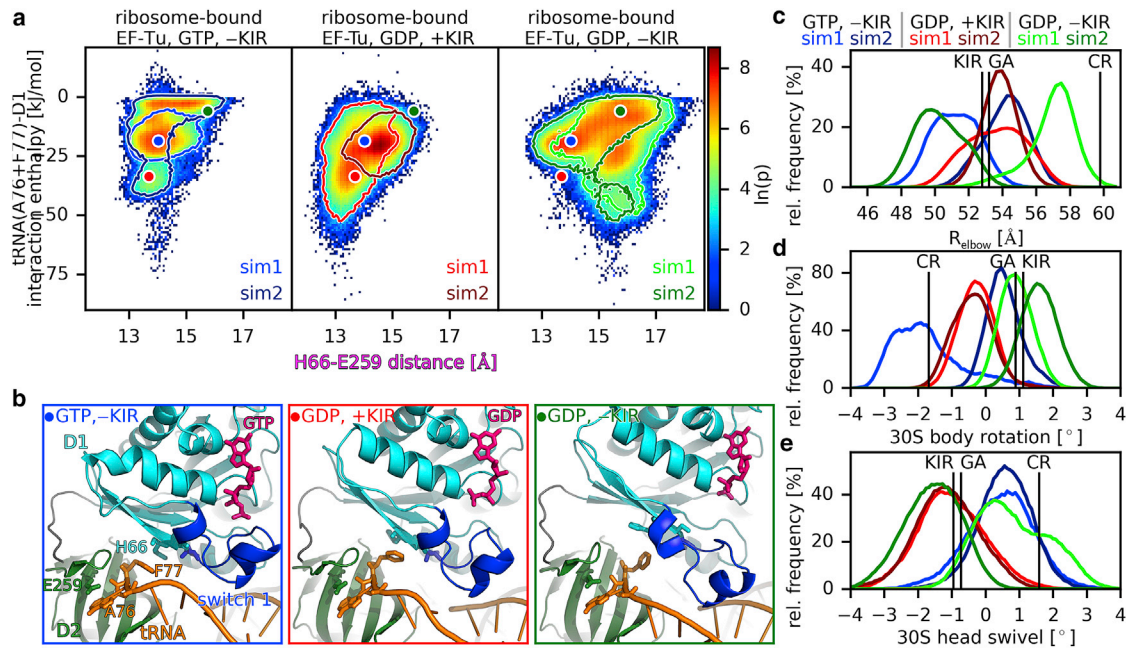 a
ribosome-bound
EF-Tu, GTP, −KIR
ribosome-bound
EF-Tu, GDP, +KIR
ribosome-bound
EF-Tu, GDP, −KIR
tRNA(A76++F77)-D1
interaction enthalpy [kJ/mol]
0
25
50
75
sim1
sim2
sim1
sim2
sim1
sim2
13 15 17
13 15 17
13 15 17
H66-E259 distance [Å]
8
6
4
2
0
ln(p)
b
GTP,−KIR
D1
GTP
H66
E259
F77
A76
switch 1
D2
tRNA
GDP, +KIR
GDP
GDP, −KIR
c
GTP, −KIR GDP, +KIR GDP, −KIR
sim1 sim2 sim1 sim2 sim1 sim2
rel. frequency [%]
40
20
0
KIR GA CR
46 48 50 52 54 56 58 60
Relbow [Å]
d
rel. frequency [%]
80
40
0
CR GA KIR
−4 −3 −2 −1 0 1 2 3 4
30S body rotation [°]
e
rel. frequency [%]
40
20
0
KIR GA CR
−4 −3 −2 −1 0 1 2 3 4
30S head swivel [°]